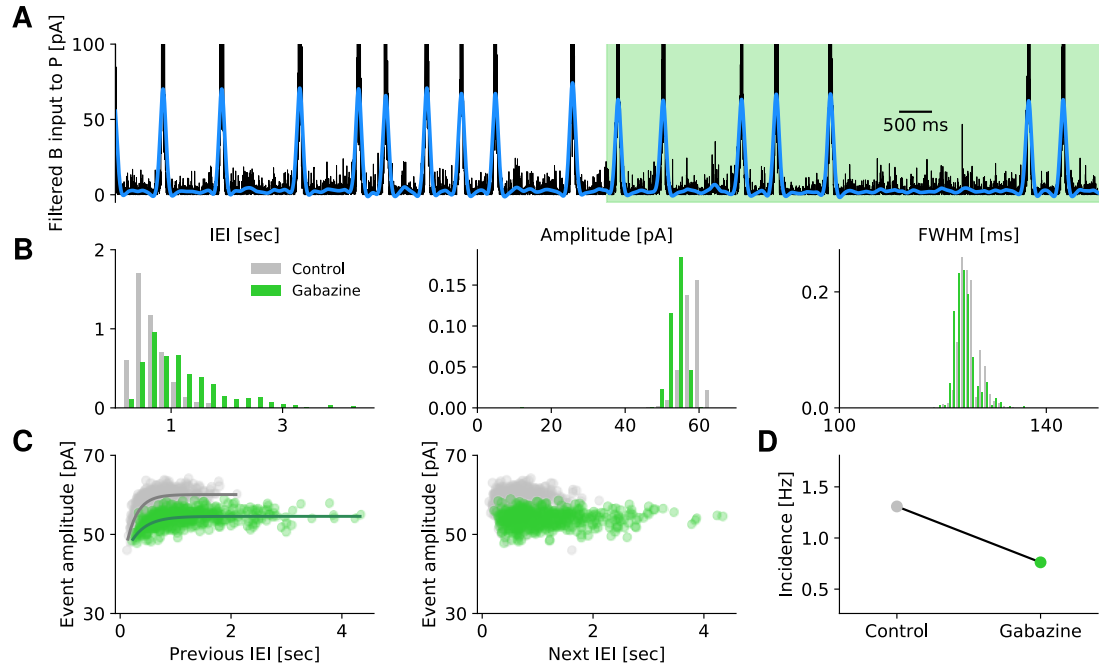 A
Filtered B input to P [pA]
100
50
0
500 ms
B
IEI [sec]
2
1
0
1
3
Control
Gabazine
Amplitude [pA]
0.15
0.10
0.05
0.00
0
20
40
60
FWHM [ms]
0.2
0.0
100
140
C
Event amplitude [pA]
70
50
30
0
2
4
Previous IEI [sec]
Event amplitude [pA]
70
50
30
0
2
4
Next IEI [sec]
D
Incidence [Hz]
1.5
1.0
0.5
Control
Gabazine